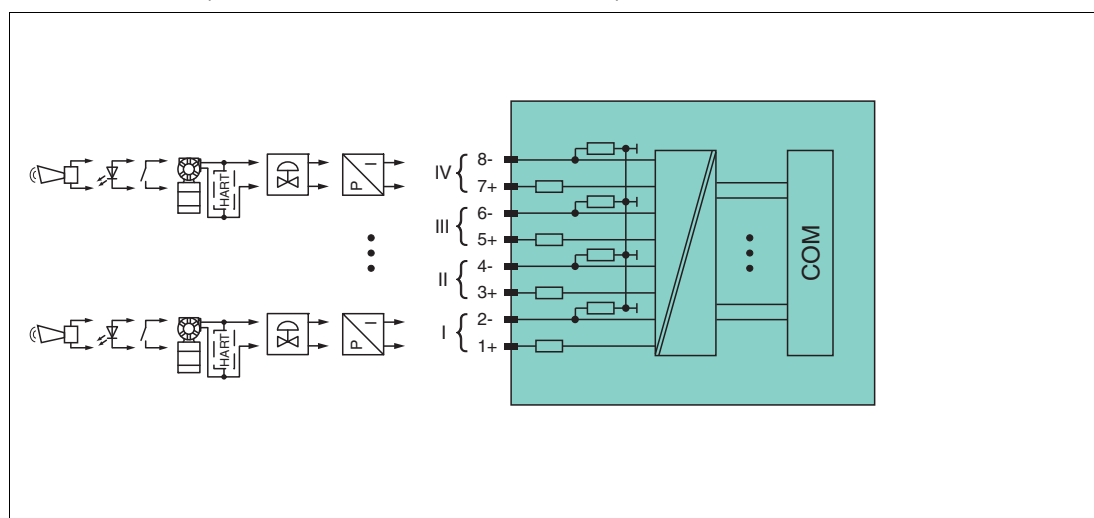 HART
P
I
IV
8-
7+
III
6-
5+
II
4-
3+
I
2-
1+
COM
HART
P
I